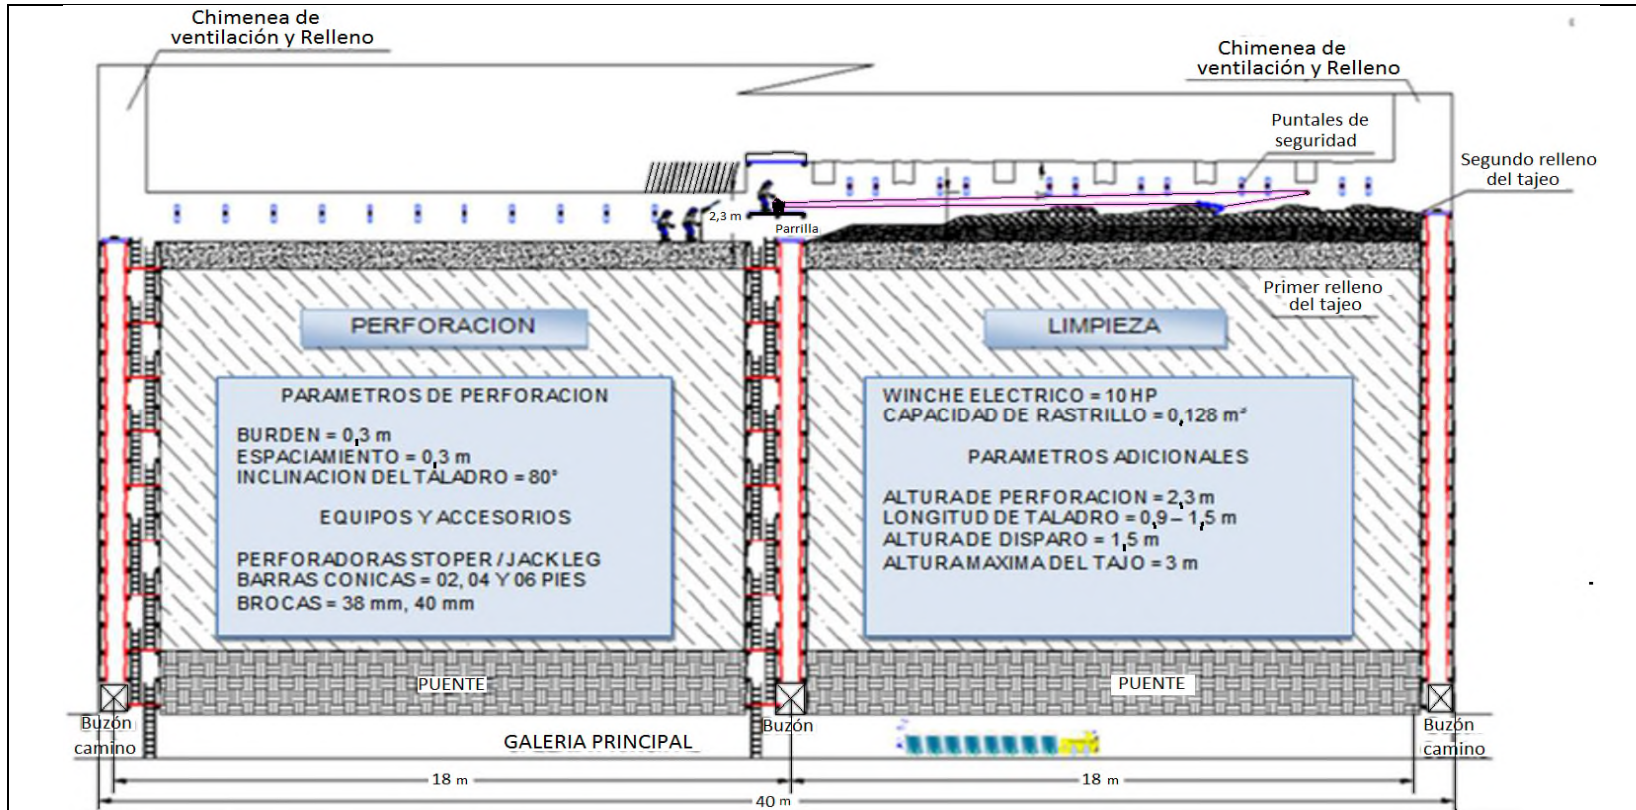 Chimenea de
ventilación y Relleno
Chimenea de
ventilación y Relleno
Puntales de
seguridad
Segundo relleno
del tajeo
2,3 m
Parrilla
Primer relleno
del tajeo
PERFORACION
LIMPIEZA
PARAMETROS DE PERFORACION
BURDEN = 0,3 m
ESPACIAMIENTO = 0,3 m
INCLINACION DEL TALADRO = 80°
EQUIPOS Y ACCESORIOS
PERFORADORAS STOPER / JACKLEG
BARRAS CONICAS = 02, 04 Y 06 PIES
BROCAS = 38 mm, 40 mm
WINCHE ELECTRICO = 10 HP
CAPACIDAD DE RASTRILLO = 0,128 m³
PARAMETROS ADICIONALES
ALTURA DE PERFORACION = 2,3 m
LONGITUD DE TALADRO = 0,9 – 1,5 m
ALTURA DE DISPARO = 1,5 m
ALTURA MAXIMA DEL TAJO = 3 m
PUENTE
PUENTE
Buzón
camino
Buzón
Buzón
camino
GALERIA PRINCIPAL
18 m
18 m
40 m